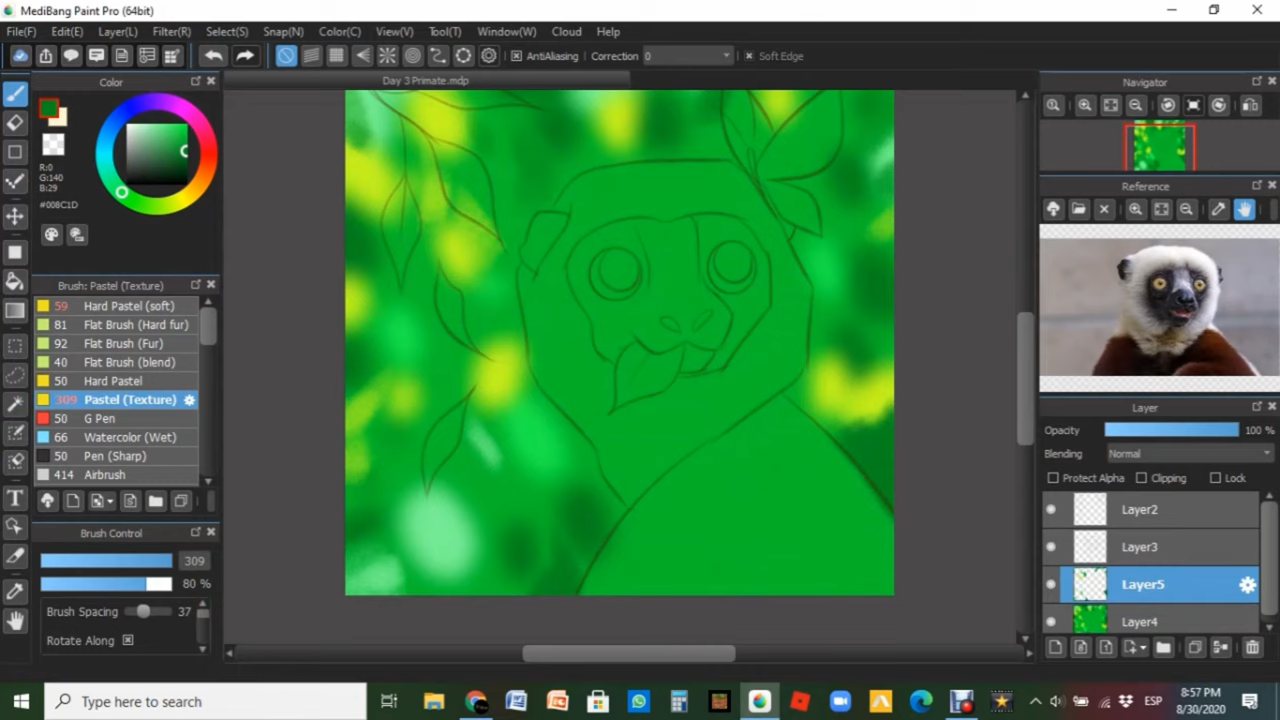 MediBang Paint Pro (64bit)
File(F) Edit(E) Layer(L) Filter(R) Select(S) Snap(N) Color(C) View(V) Tool(T) Window(W) Cloud Help
AntiAliasing Correction 0 Soft Edge
Color
Day 3 Primate.mdp
Navigator
R:0
G:140
B:29
#008C1D
Reference
Brush: Pastel (Texture)
59 Hard Pastel (soft)
81 Flat Brush (Hard fur)
92 Flat Brush (Fur)
40 Flat Brush (blend)
50 Hard Pastel
309 Pastel (Texture)
50 G Pen
66 Watercolor (Wet)
50 Pen (Sharp)
414 Airbrush
Brush Control
309
80 %
Brush Spacing 37
Rotate Along
Layer
Opacity 100 %
Blending Normal
Protect Alpha Clipping Lock
Layer2
Layer3
Layer5
Layer4
Type here to search
ESP
8:57 PM
8/30/2020